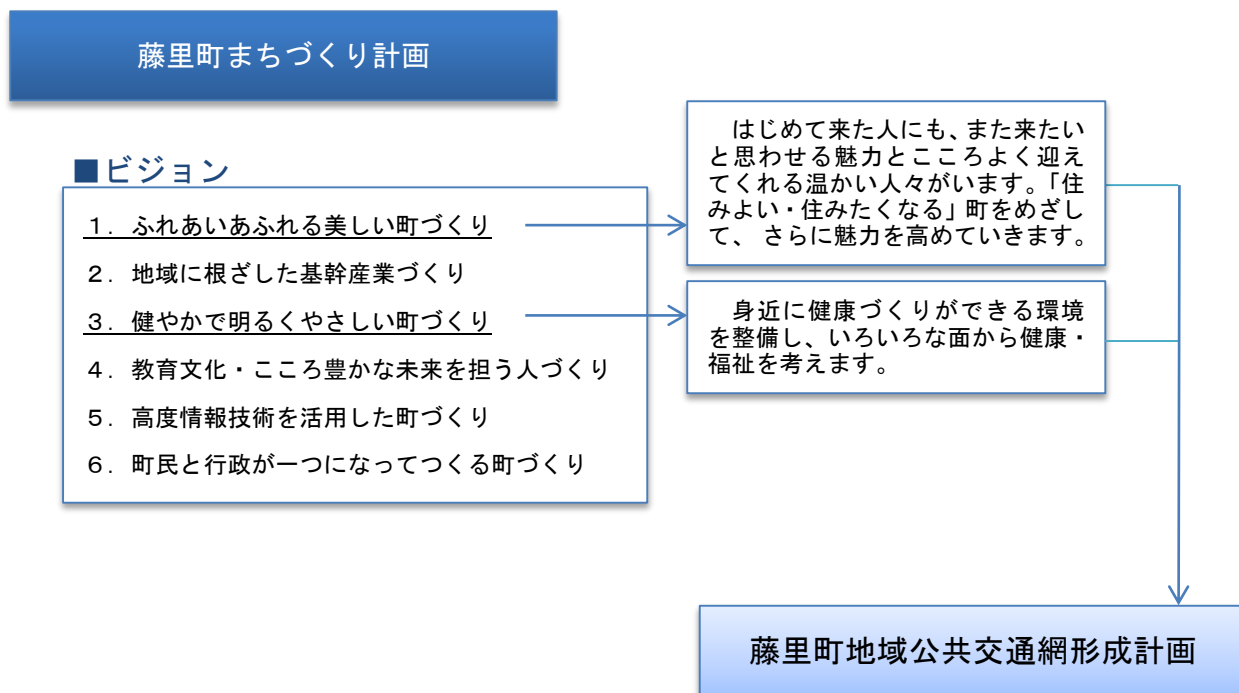 藤里町まちづくり計画
■ビジョン
１．ふれあいあふれる美しい町づくり
２．地域に根ざした基幹産業づくり
３．健やかで明るくやさしい町づくり
４．教育文化・こころ豊かな未来を担う人づくり
５．高度情報技術を活用した町づくり
６．町民と行政が一つになってつくる町づくり
はじめて来た人にも、また来たい
と思わせる魅力とこころよく迎え
てくれる温かい人々がいます。「住
みよい・住みたくなる」町をめざし
て、 さらに魅力を高めていきます。
身近に健康づくりができる環境
を整備し、いろいろな面から健康・
福祉を考えます。
藤里町地域公共交通網形成計画